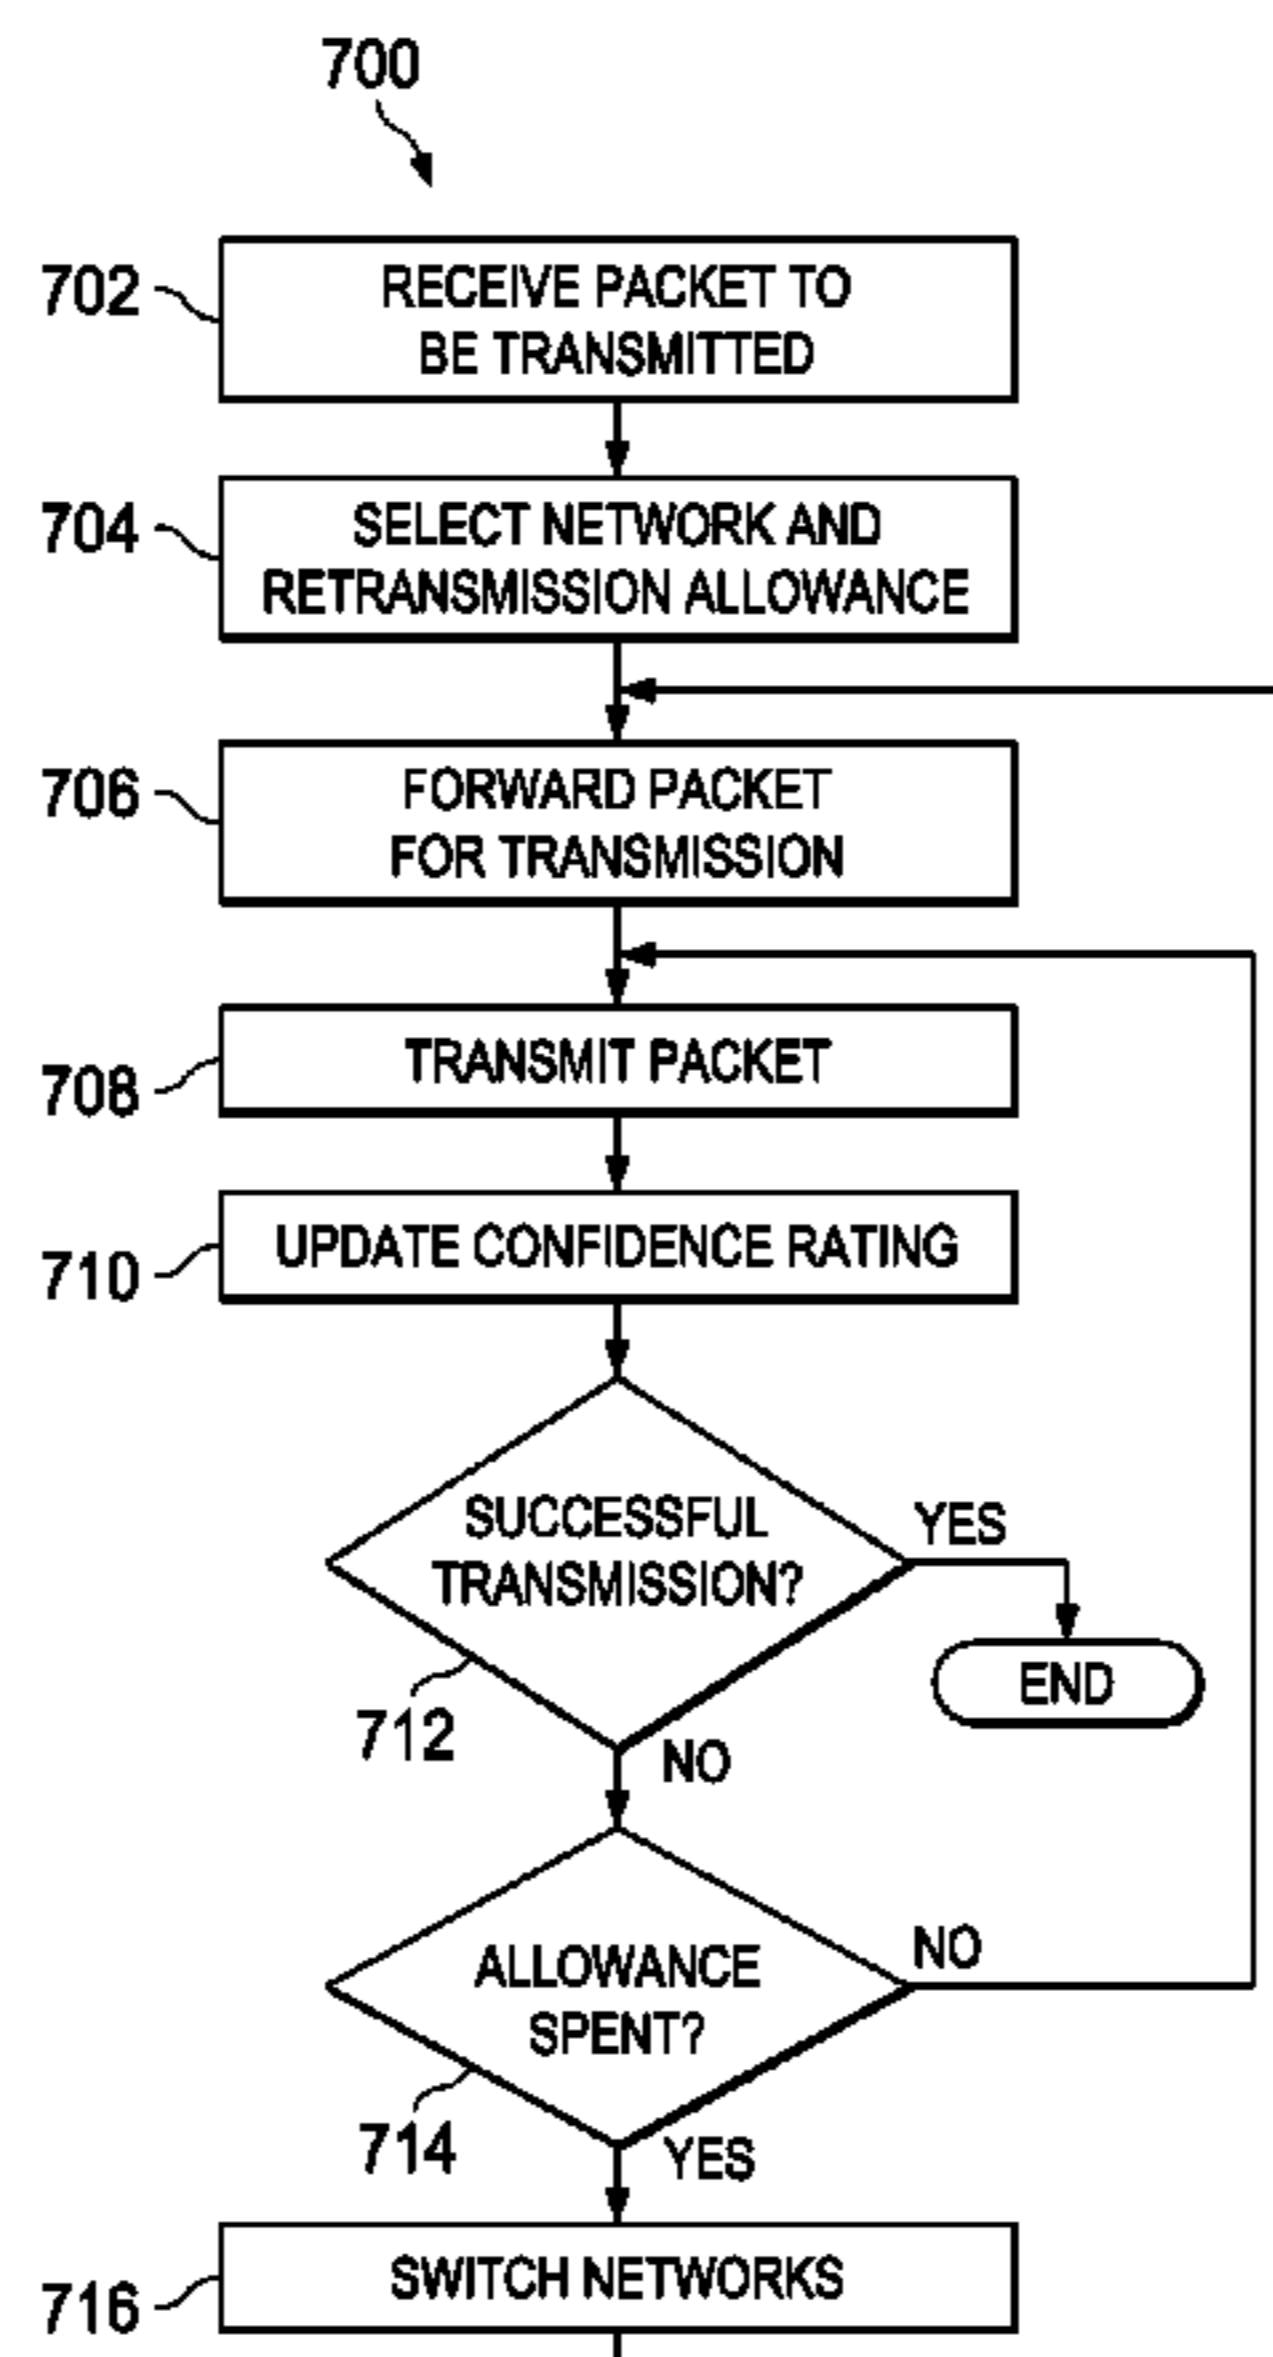 700
702
RECEIVE PACKET TO
BE TRANSMITTED
704
SELECT NETWORK AND
RETRANSMISSION ALLOWANCE
706
FORWARD PACKET
FOR TRANSMISSION
708
TRANSMIT PACKET
710
UPDATE CONFIDENCE RATING
SUCCESSFUL
TRANSMISSION?
YES
END
712
NO
ALLOWANCE
SPENT?
NO
714
YES
716
SWITCH NETWORKS